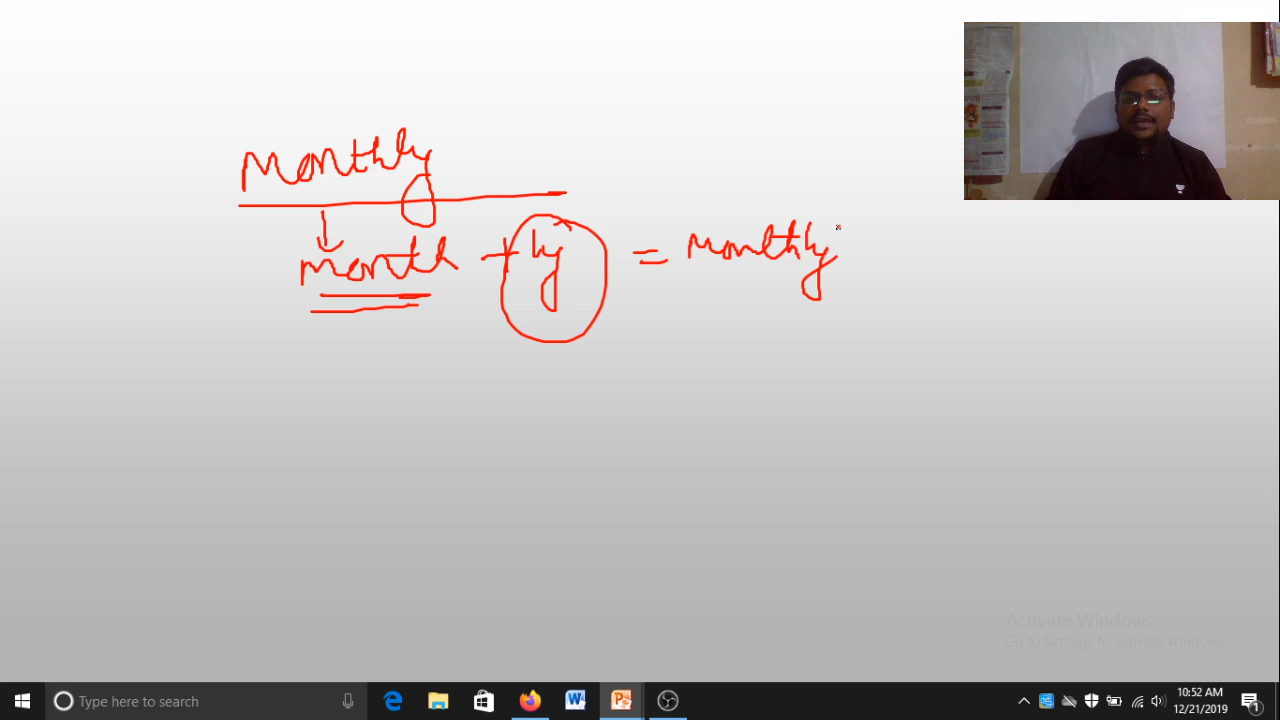 Monthly
month + ly = Monthly
Activate Windows
Go to Settings to activate Windows.
Type here to search
10:52 AM
12/21/2019
1